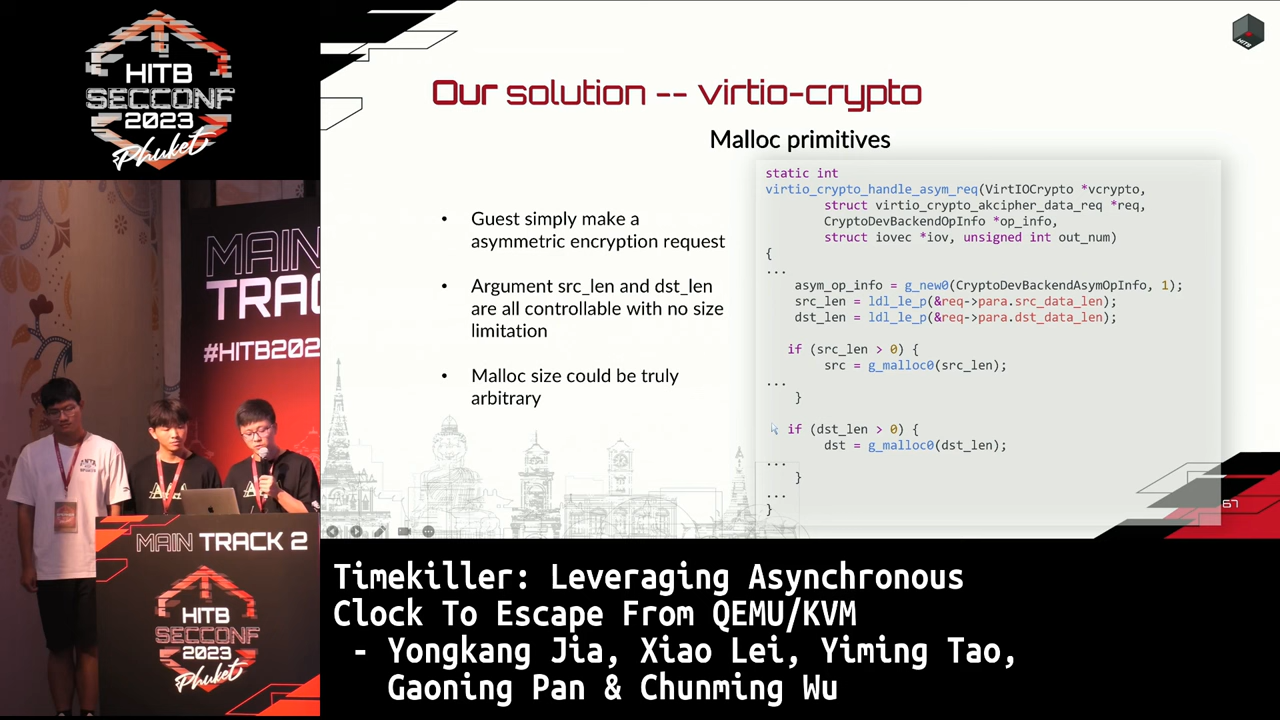 HITB
SECCONF
2023
Phuket
HITB
Our solution -- virtio-crypto
Malloc primitives
• Guest simply make a
asymmetric encryption request
• Argument src_len and dst_len
are all controllable with no size
limitation
• Malloc size could be truly
arbitrary
static int
virtio_crypto_handle_asym_req(VirtIOCrypto *vcrypto,
struct virtio_crypto_akcipher_data_req *req,
CryptoDevBackendOpInfo *op_info,
struct iovec *iov, unsigned int out_num)
{
...
asym_op_info = g_new0(CryptoDevBackendAsymOpInfo, 1);
src_len = ldl_le_p(&req->para.src_data_len);
dst_len = ldl_le_p(&req->para.dst_data_len);
if (src_len > 0) {
src = g_malloc0(src_len);
...
}
if (dst_len > 0) {
dst = g_malloc0(dst_len);
...
}
...
}
67
MAIN
TRAC
#HITB202
MAIN TRACK 2
HITB
SECCONF
2023
Phuket
Timekiller: Leveraging Asynchronous
Clock To Escape From QEMU/KVM
- Yongkang Jia, Xiao Lei, Yiming Tao,
Gaoning Pan & Chunming Wu